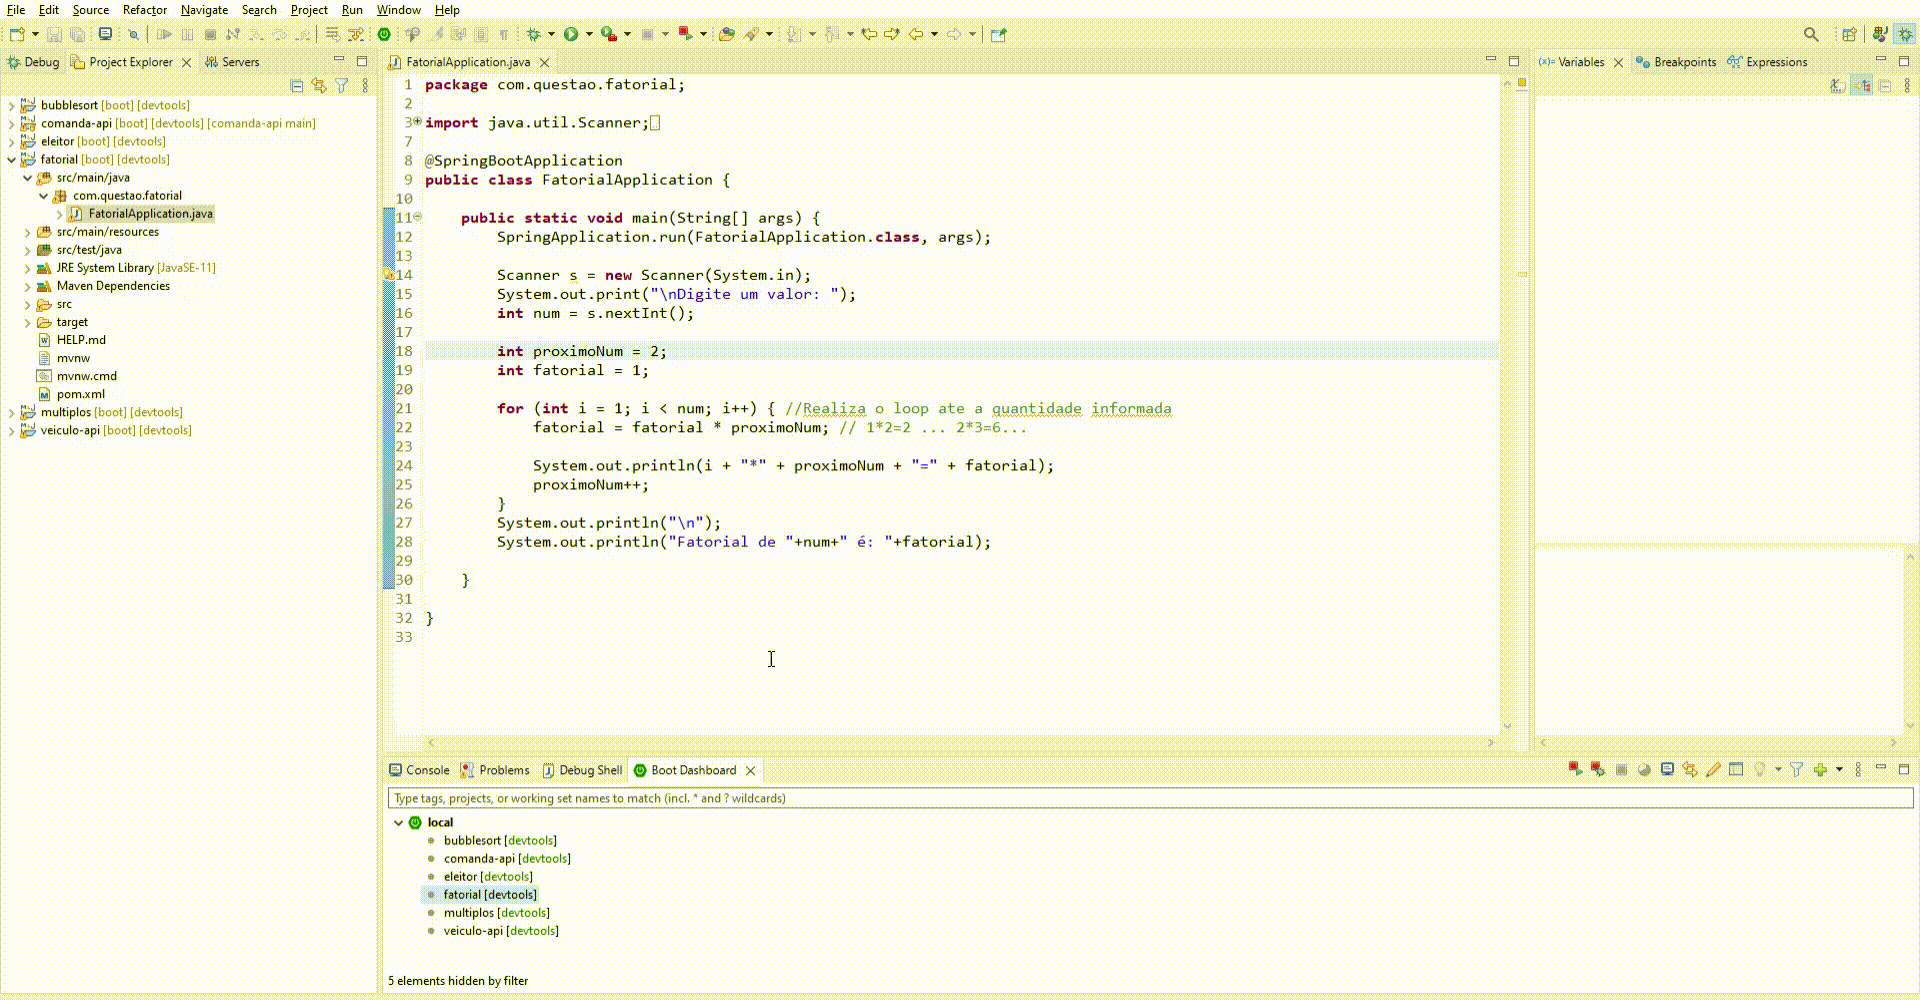 File Edit Source Refactor Navigate Search Project Run Window Help
Debug Project Explorer Servers
bubblesort [boot] [devtools]
comanda-api [boot] [devtools] [comanda-api main]
eleitor [boot] [devtools]
fatorial [boot] [devtools]
src/main/java
com.questao.fatorial
FatorialApplication.java
src/main/resources
src/test/java
JRE System Library [JavaSE-11]
Maven Dependencies
src
target
HELP.md
mvnw
mvnw.cmd
pom.xml
multiplos [boot] [devtools]
veiculo-api [boot] [devtools]
FatorialApplication.java
1 package com.questao.fatorial;
2
3 import java.util.Scanner;
7
8 @SpringBootApplication
9 public class FatorialApplication {
10
11 public static void main(String[] args) {
12 SpringApplication.run(FatorialApplication.class, args);
13
14 Scanner s = new Scanner(System.in);
15 System.out.print("\nDigite um valor: ");
16 int num = s.nextInt();
17
18 int proximoNum = 2;
19 int fatorial = 1;
20
21 for (int i = 1; i < num; i++) { //Realiza o loop ate a quantidade informada
22 fatorial = fatorial * proximoNum; // 1*2=2 ... 2*3=6...
23
24 System.out.println(i + "*" + proximoNum + "=" + fatorial);
25 proximoNum++;
26 }
27 System.out.println("\n");
28 System.out.println("Fatorial de "+num+" é: "+fatorial);
29
30 }
31
32 }
33
(x)= Variables Breakpoints Expressions
Console Problems Debug Shell Boot Dashboard
Type tags, projects, or working set names to match (incl. * and ? wildcards)
local
bubblesort [devtools]
comanda-api [devtools]
eleitor [devtools]
fatorial [devtools]
multiplos [devtools]
veiculo-api [devtools]
5 elements hidden by filter